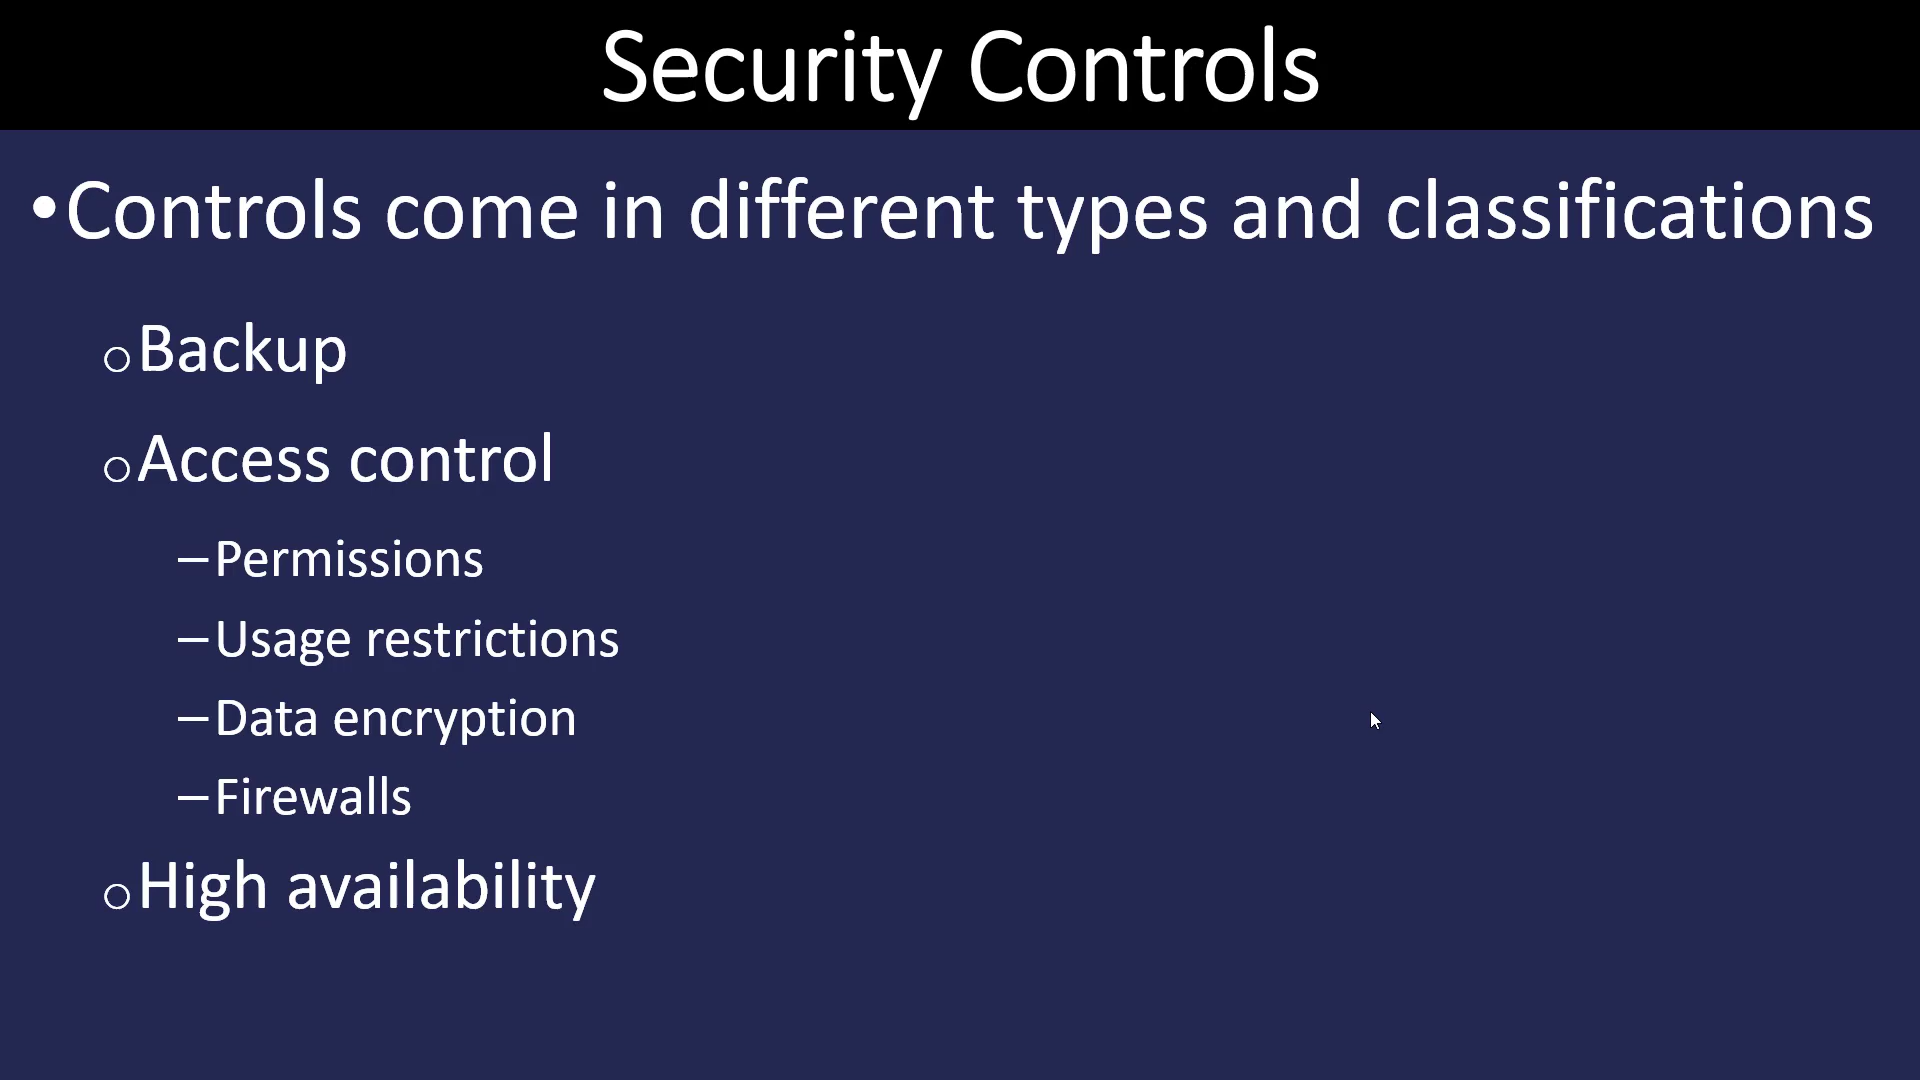 Security Controls
•Controls come in different types and classifications
○Backup
○Access control
–Permissions
–Usage restrictions
–Data encryption
–Firewalls
○High availability